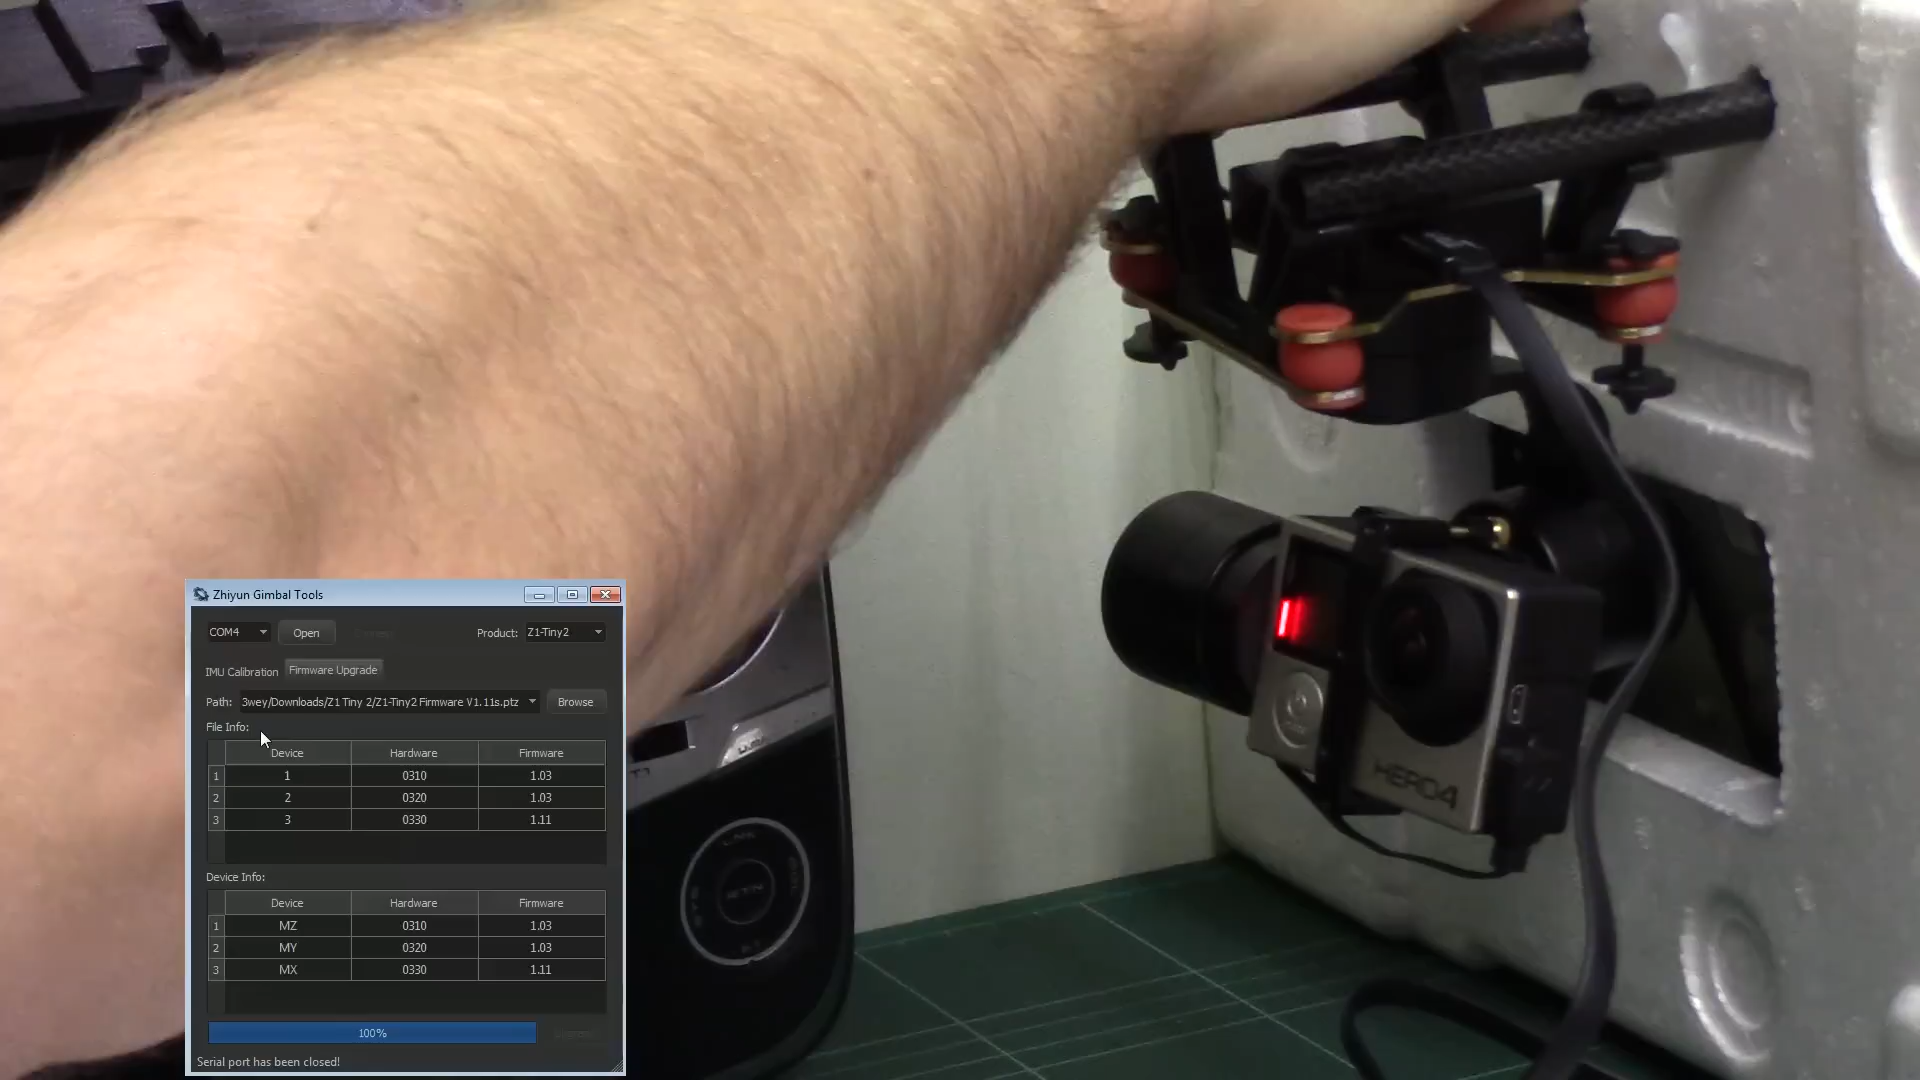 Zhiyun Gimbal Tools
COM4 Open Product: Z1-Tiny2
IMU Calibration Firmware Upgrade
Path: 3wey/Downloads/Z1 Tiny 2/Z1-Tiny2 Firmware V1.11s.ptz Browse
File Info:
Device Hardware Firmware
1 1 0310 1.03
2 2 0320 1.03
3 3 0330 1.11
Device Info:
Device Hardware Firmware
1 MZ 0310 1.03
2 MY 0320 1.03
3 MX 0330 1.11
100%
Serial port has been closed!
HERO4